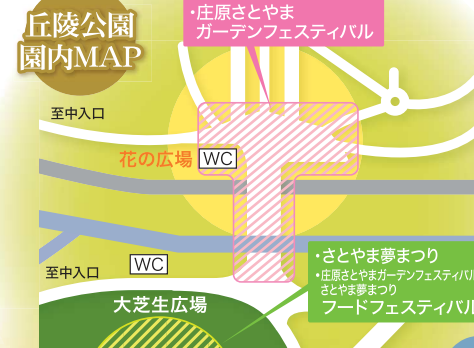 ・庄原さとやま
ガーデンフェスティバル
丘陵公園
園内MAP
至中入口
花の広場 WC
・さとやま夢まつり
・庄原さとやまガーデンフェスティバル
さとやま夢まつり
フードフェスティバル
至中入口
WC
大芝生広場